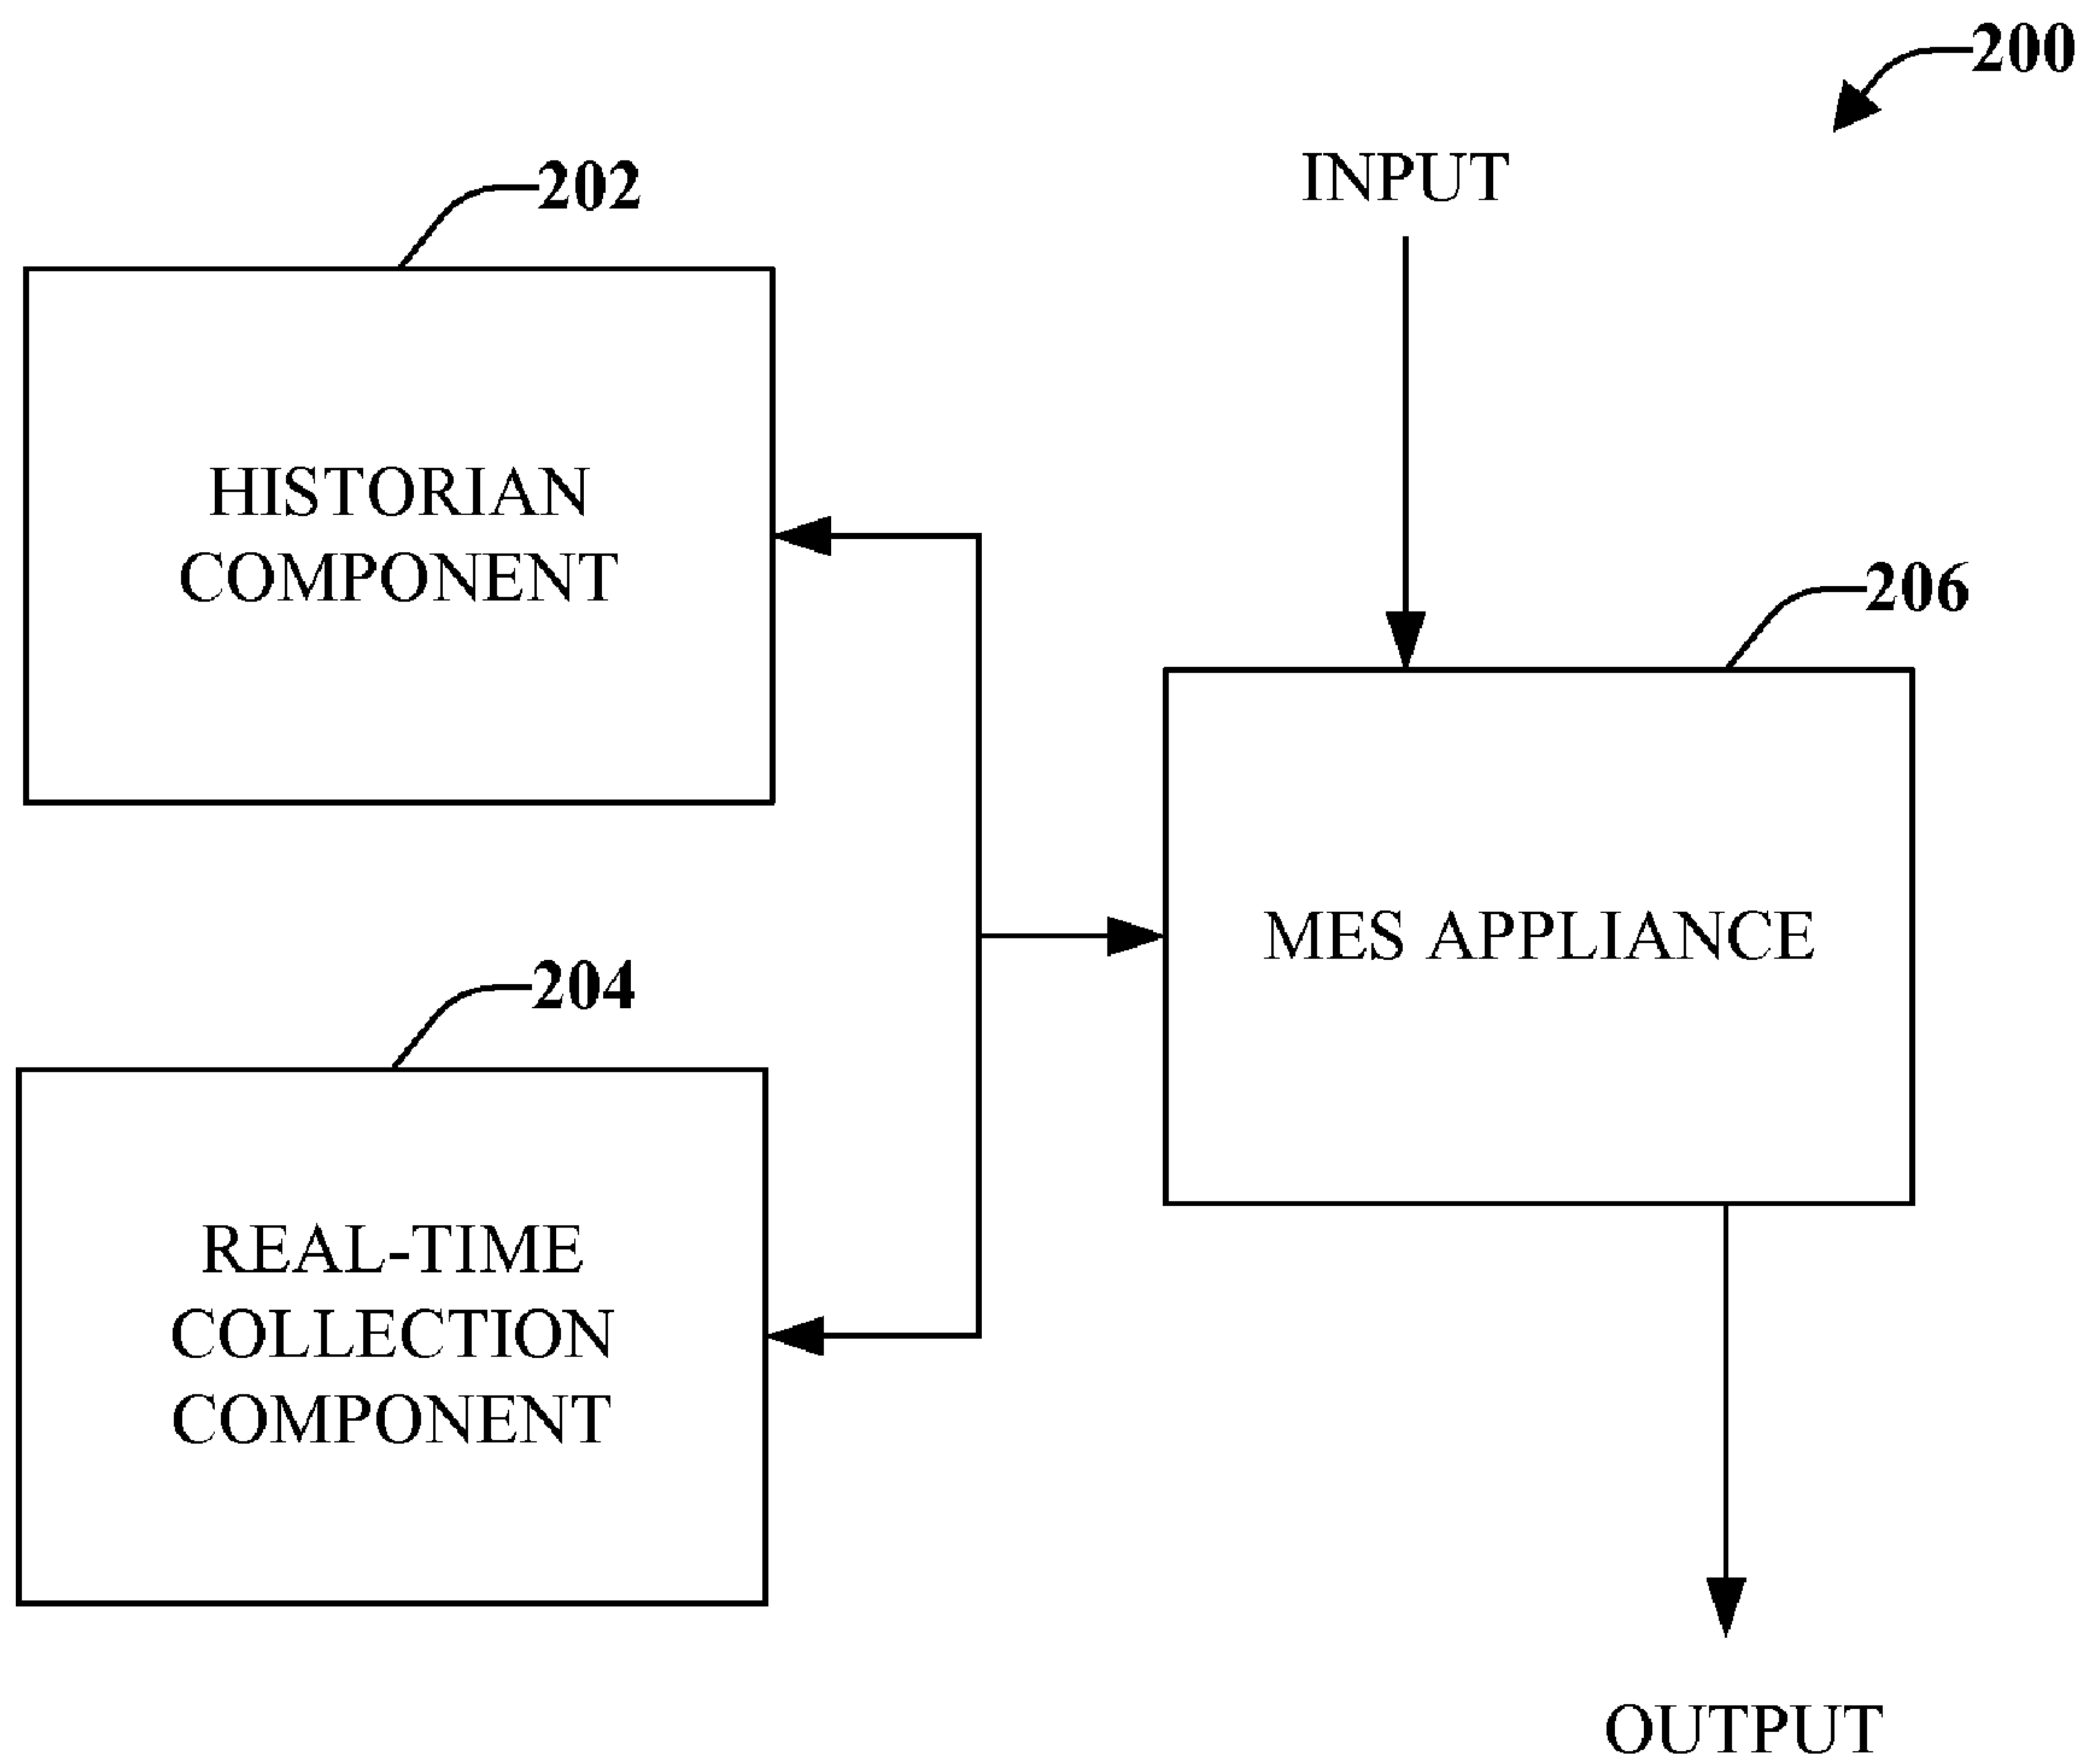 200
INPUT
202
HISTORIAN
COMPONENT
206
MES APPLIANCE
204
REAL-TIME
COLLECTION
COMPONENT
OUTPUT